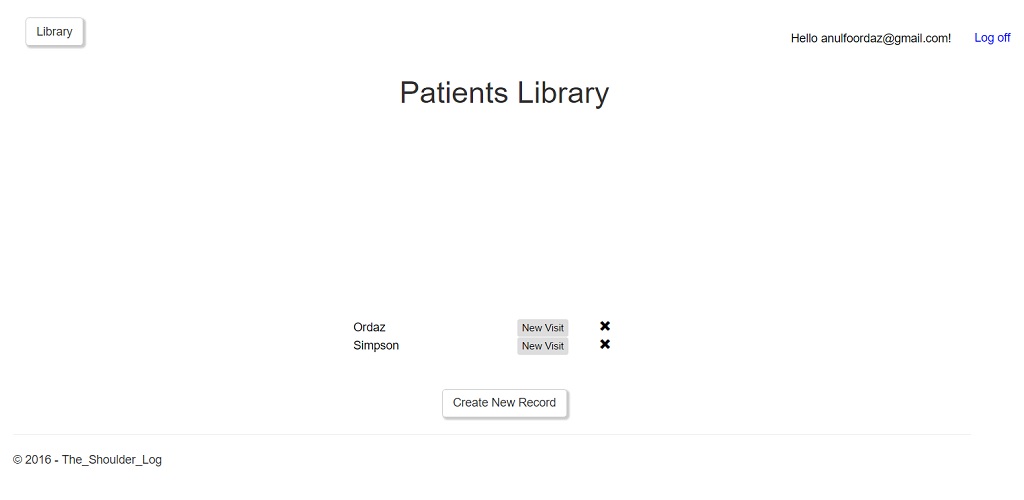 Library
Hello anulfoordaz@gmail.com! Log off
Patients Library
Ordaz New Visit
Simpson New Visit
Create New Record
© 2016 - The_Shoulder_Log